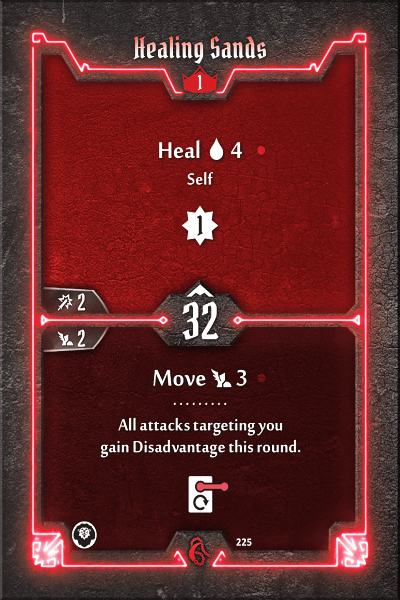 Healing Sands
1
Heal 4
Self
1
2
32
2
Move 3
All attacks targeting you
gain Disadvantage this round.
225